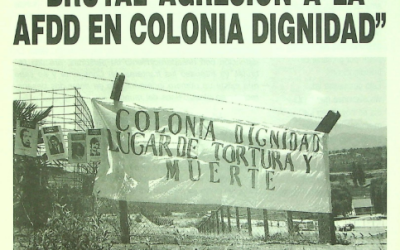 BRUTAL AGRESION A LA
AFDD EN COLONIA DIGNIDAD"
COLONIA DIGNIDAD
LUGAR DE TORTURA Y
MUERTE